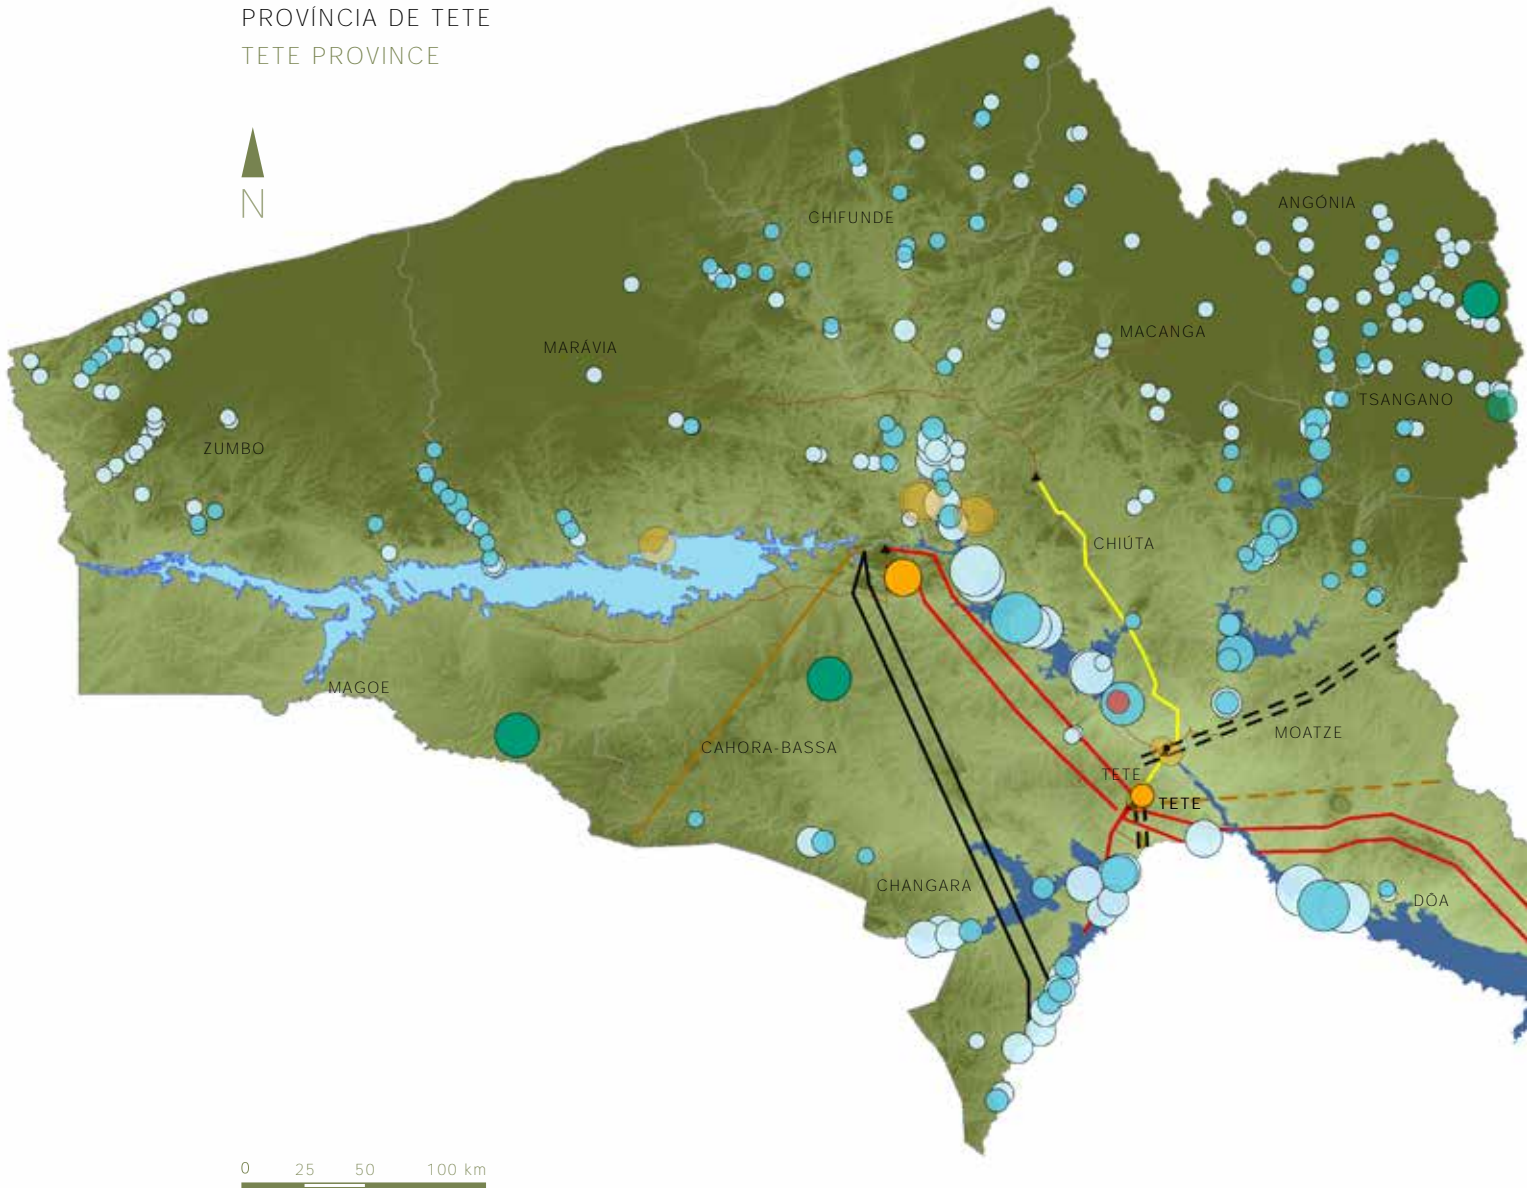 PROVÍNCIA DE TETE
TETE PROVINCE
N
ANGÓNIA
CHIFUNDE
MACANGA
MARÁVIA
TSANGANO
ZUMBO
CHIÚTA
MAGOE
MOATZE
CAHORA-BASSA
TETE
TETE
CHANGARA
DÔA
0 25 50 100 km